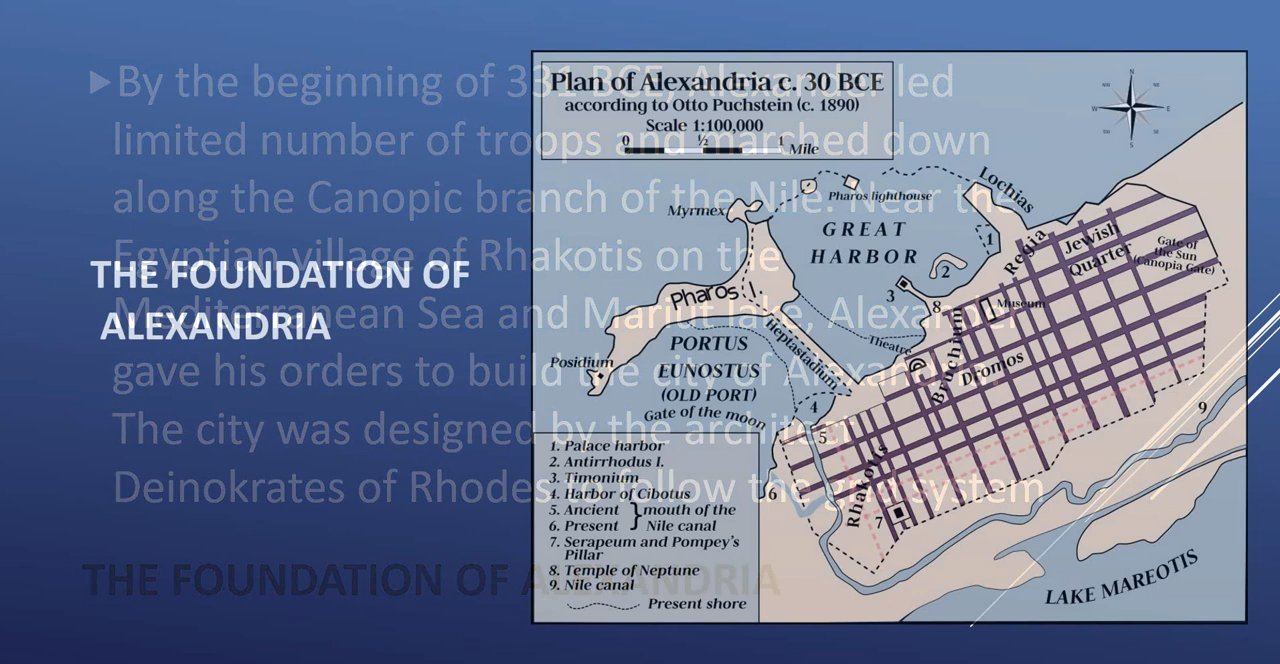 ►By the beginning of 331 BCE, Alexander led
limited number of troops and marshed down
along the Canopic branch of the Nile. Near the
Egyptian village of Rhakotis on the
Mediterranean Sea and Mariut lake, Alexander
gave his orders to build the city of Alexandria.
The city was designed by the architect
Deinokrates of Rhodes to follow the grid system
THE FOUNDATION OF
ALEXANDRIA
THE FOUNDATION OF ALEXANDRIA
Plan of Alexandria c. 30 BCE
according to Otto Puchstein (c. 1890)
Scale 1:100,000
0 ½ 1 Mile
N
NW NE
W E
SW SE
S
Lochias
Pharos lighthouse
Myrmex
GREAT
HARBOR
1
2
3
8
Regia
Jewish
Quarter
Gate of
the Sun
(Canopia Gate)
Museum
Pharos I.
Heptastadium
Theatre
Bruchium
Dromos
Posidium
PORTUS
EUNOSTUS
(OLD PORT)
Gate of the moon
4
5
6
7
9
Rhakotis
LAKE MAREOTIS
1. Palace harbor
2. Antirrhodus I.
3. Timonium
4. Harbor of Cibotus
5. Ancient } mouth of the
6. Present Nile canal
7. Serapeum and Pompey's
Pillar
8. Temple of Neptune
9. Nile canal
Present shore